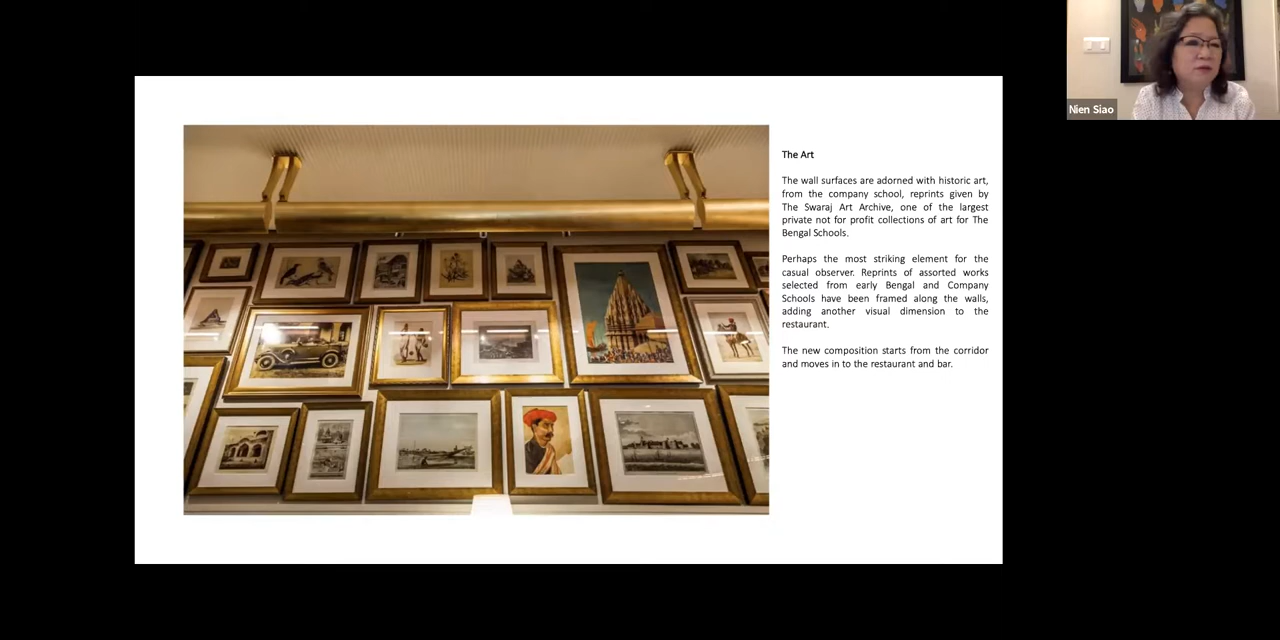 Nien Siao
The Art
The wall surfaces are adorned with historic art,
from the company school, reprints given by
The Swaraj Art Archive, one of the largest
private not for profit collections of art for The
Bengal Schools.
Perhaps the most striking element for the
casual observer. Reprints of assorted works
selected from early Bengal and Company
Schools have been framed along the walls,
adding another visual dimension to the
restaurant.
The new composition starts from the corridor
and moves in to the restaurant and bar.